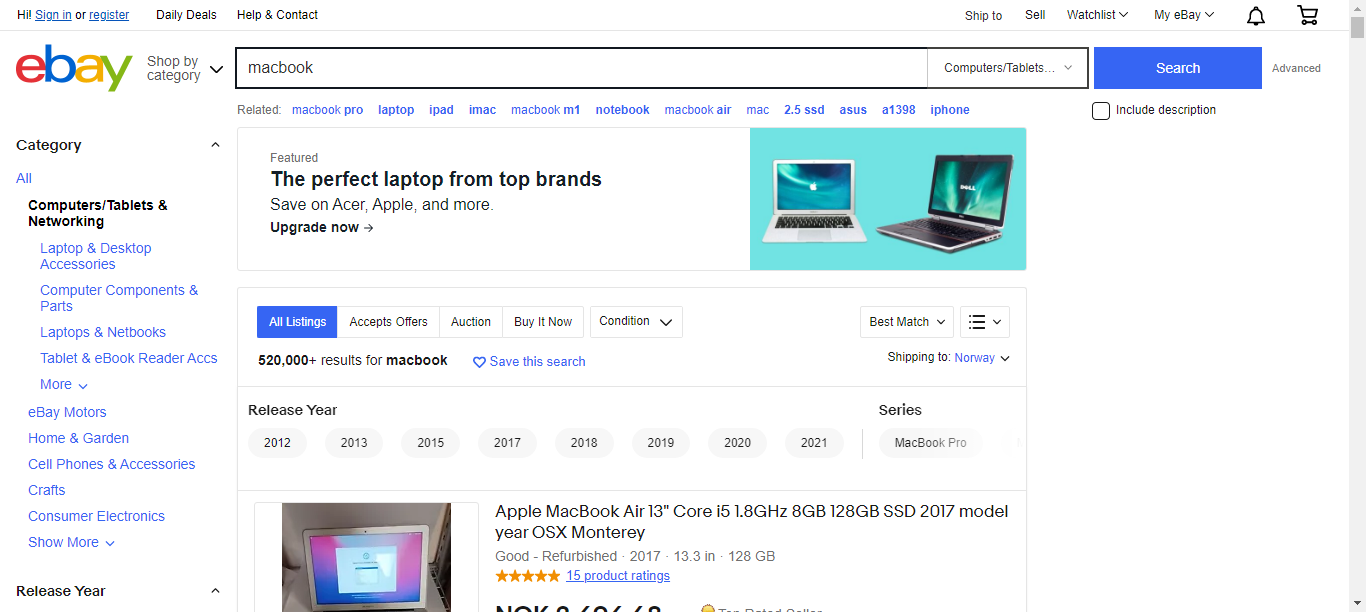 Hi! Sign in or register
Daily Deals
Help & Contact
Ship to
Sell
Watchlist
My eBay
ebay
Shop by
category
macbook
Computers/Tablets...
Search
Advanced
Related: macbook pro laptop ipad imac macbook m1 notebook macbook air mac 2.5 ssd asus a1398 iphone
Include description
Category
All
Computers/Tablets &
Networking
Laptop & Desktop
Accessories
Computer Components &
Parts
Laptops & Netbooks
Tablet & eBook Reader Accs
More
eBay Motors
Home & Garden
Cell Phones & Accessories
Crafts
Consumer Electronics
Show More
Release Year
Featured
The perfect laptop from top brands
Save on Acer, Apple, and more.
Upgrade now →
DELL
All Listings
Accepts Offers
Auction
Buy It Now
Condition
Best Match
520,000+ results for macbook
Save this search
Shipping to: Norway
Release Year
2012
2013
2015
2017
2018
2019
2020
2021
Series
MacBook Pro
Apple MacBook Air 13" Core i5 1.8GHz 8GB 128GB SSD 2017 model
year OSX Monterey
Good - Refurbished · 2017 · 13.3 in · 128 GB
15 product ratings
NOK
Top Rated Seller